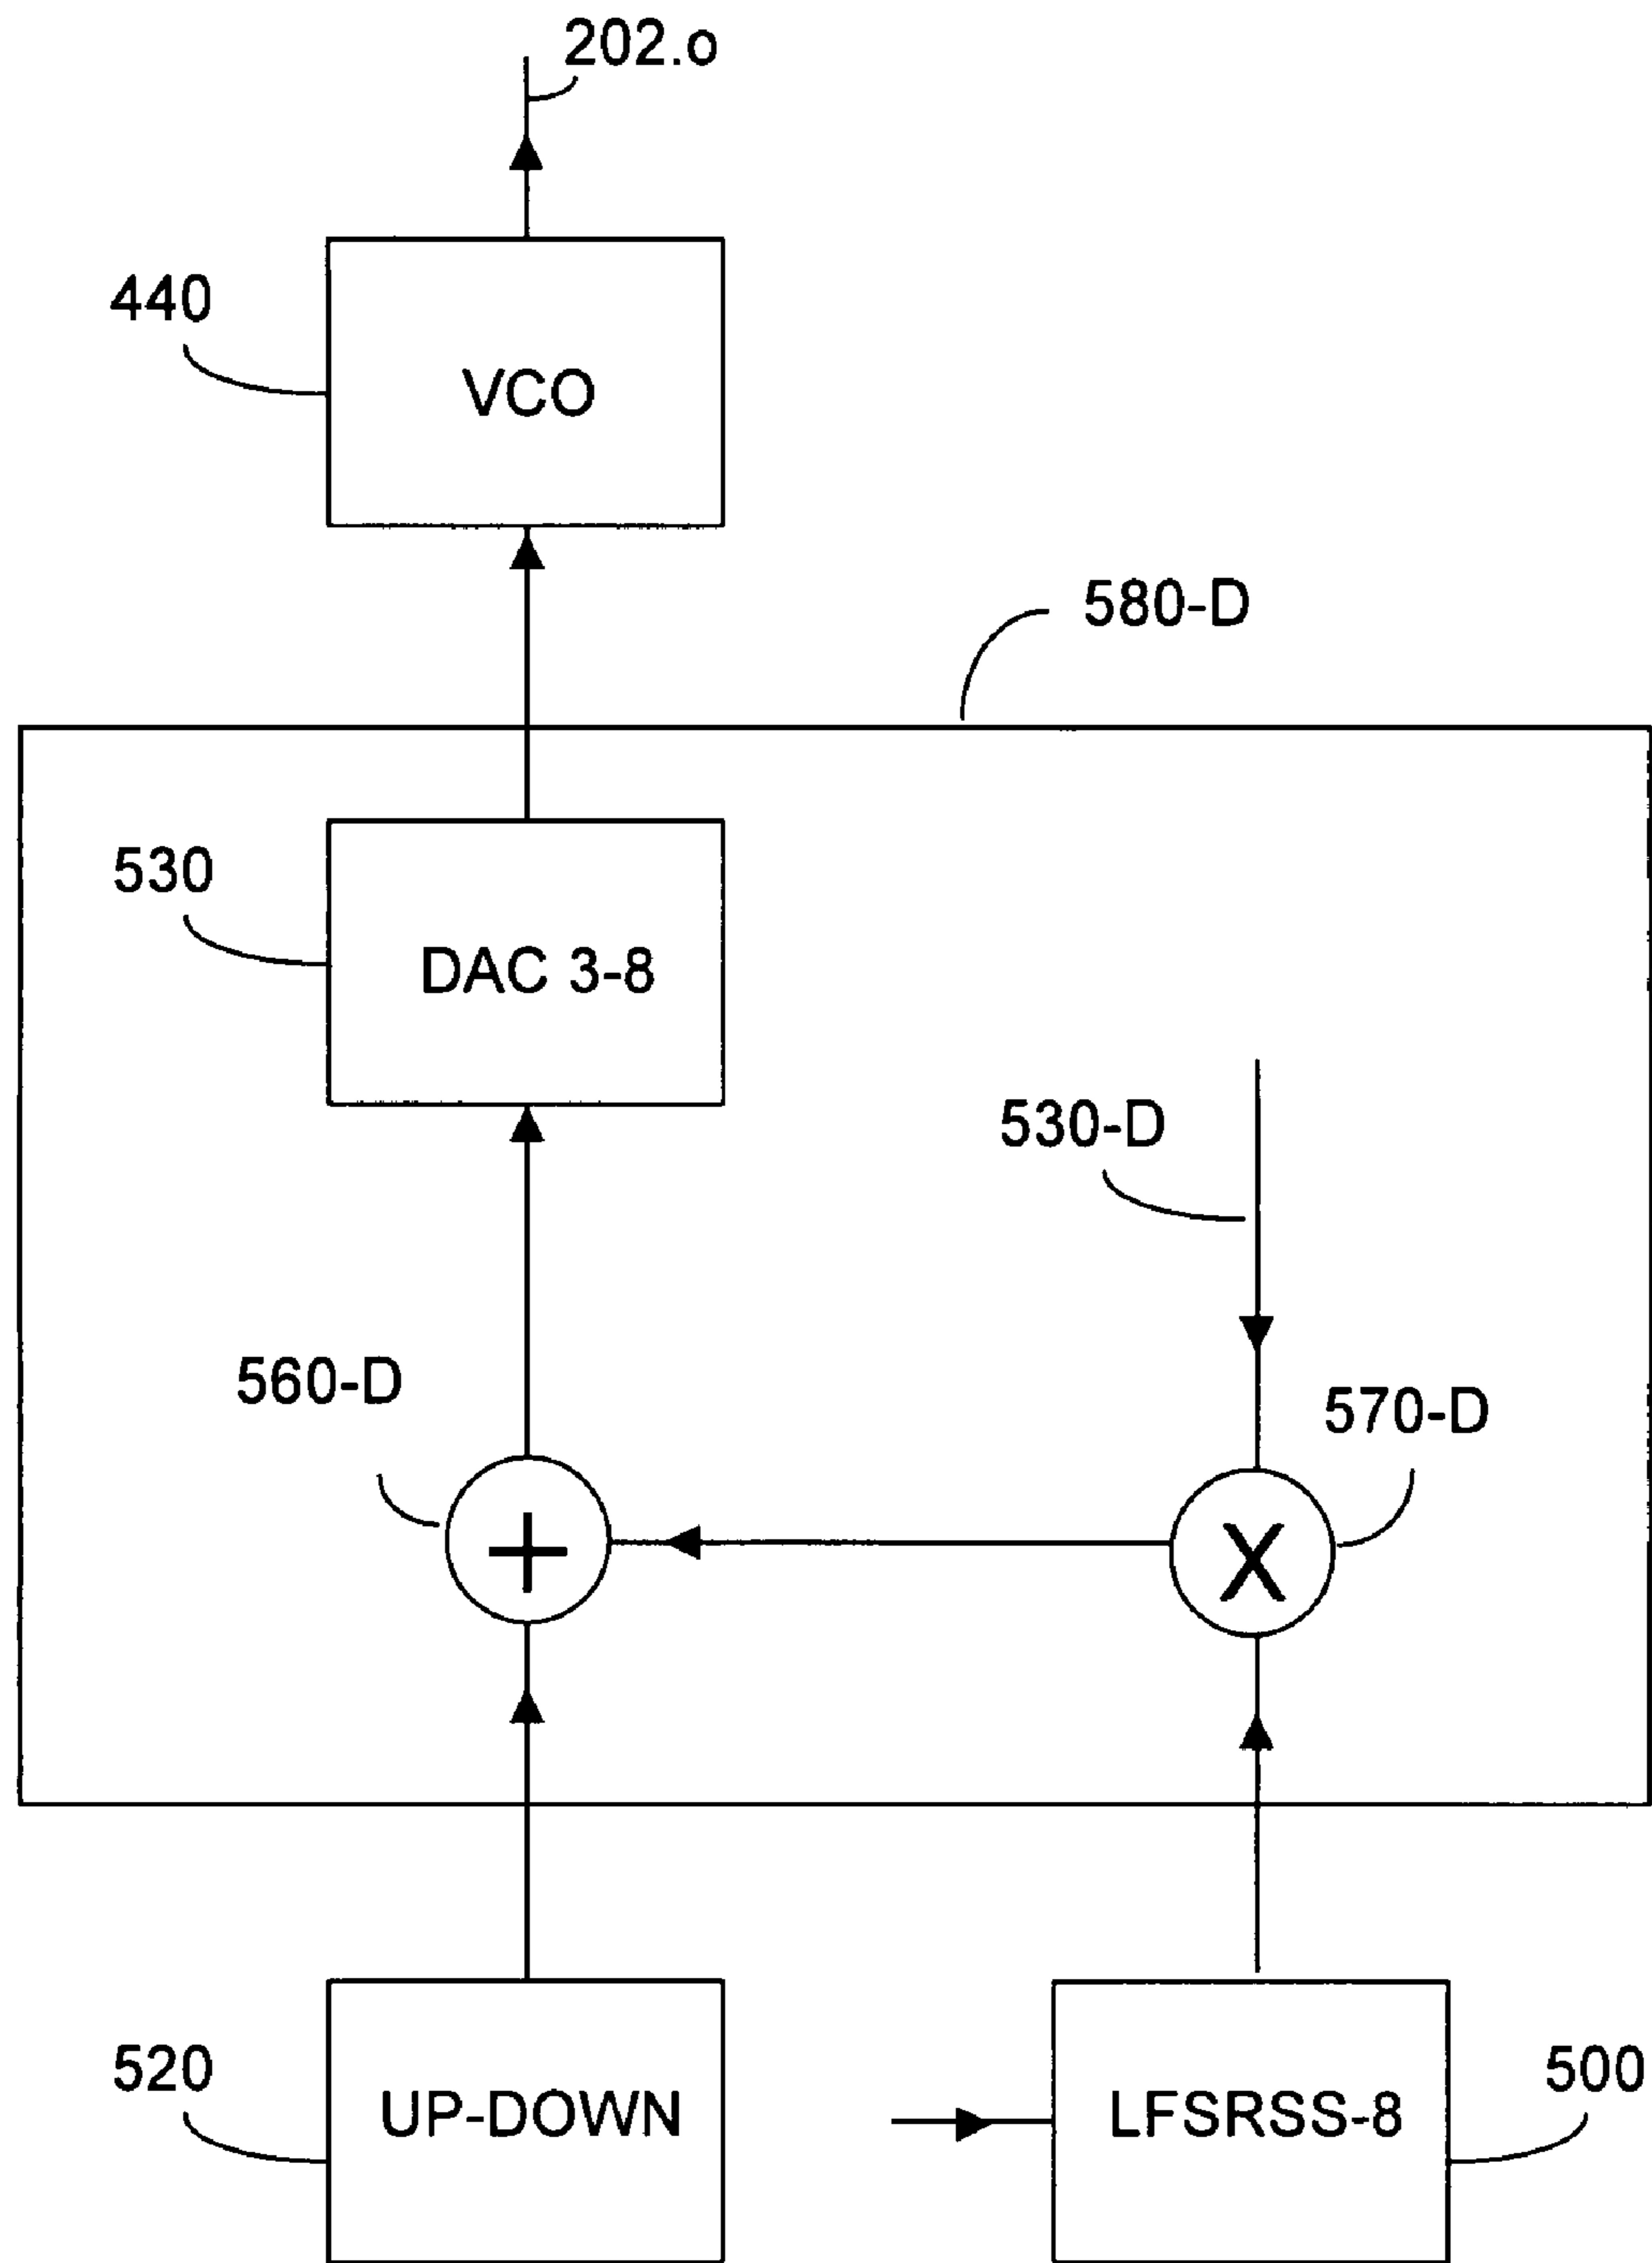 202.o
440
VCO
580-D
530
DAC 3-8
530-D
560-D
570-D
+
X
520
UP-DOWN
LFSRSS-8
500